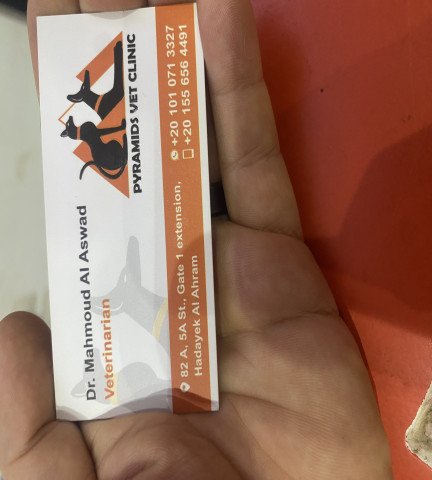 PYRAMIDS VET CLINIC
Dr. Mahmoud Al Aswad
Veterinarian
+20 101 071 3327
+20 155 656 4491
82 A, 5A St., Gate 1 extension,
Hadayek Al Ahram